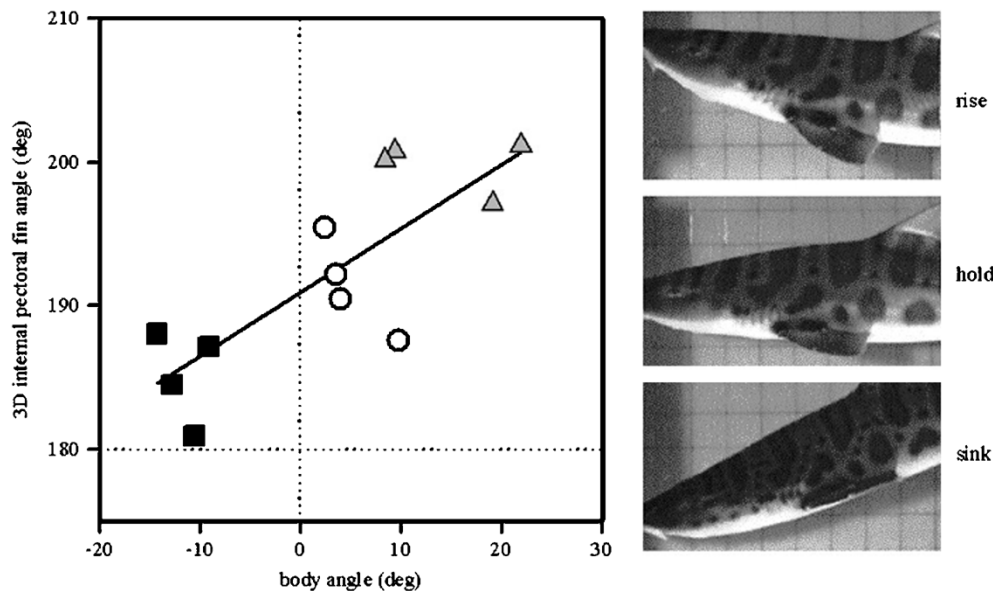 210
200
190
180
3D internal pectoral fin angle (deg)
-20 -10 0 10 20 30
body angle (deg)
rise
hold
sink